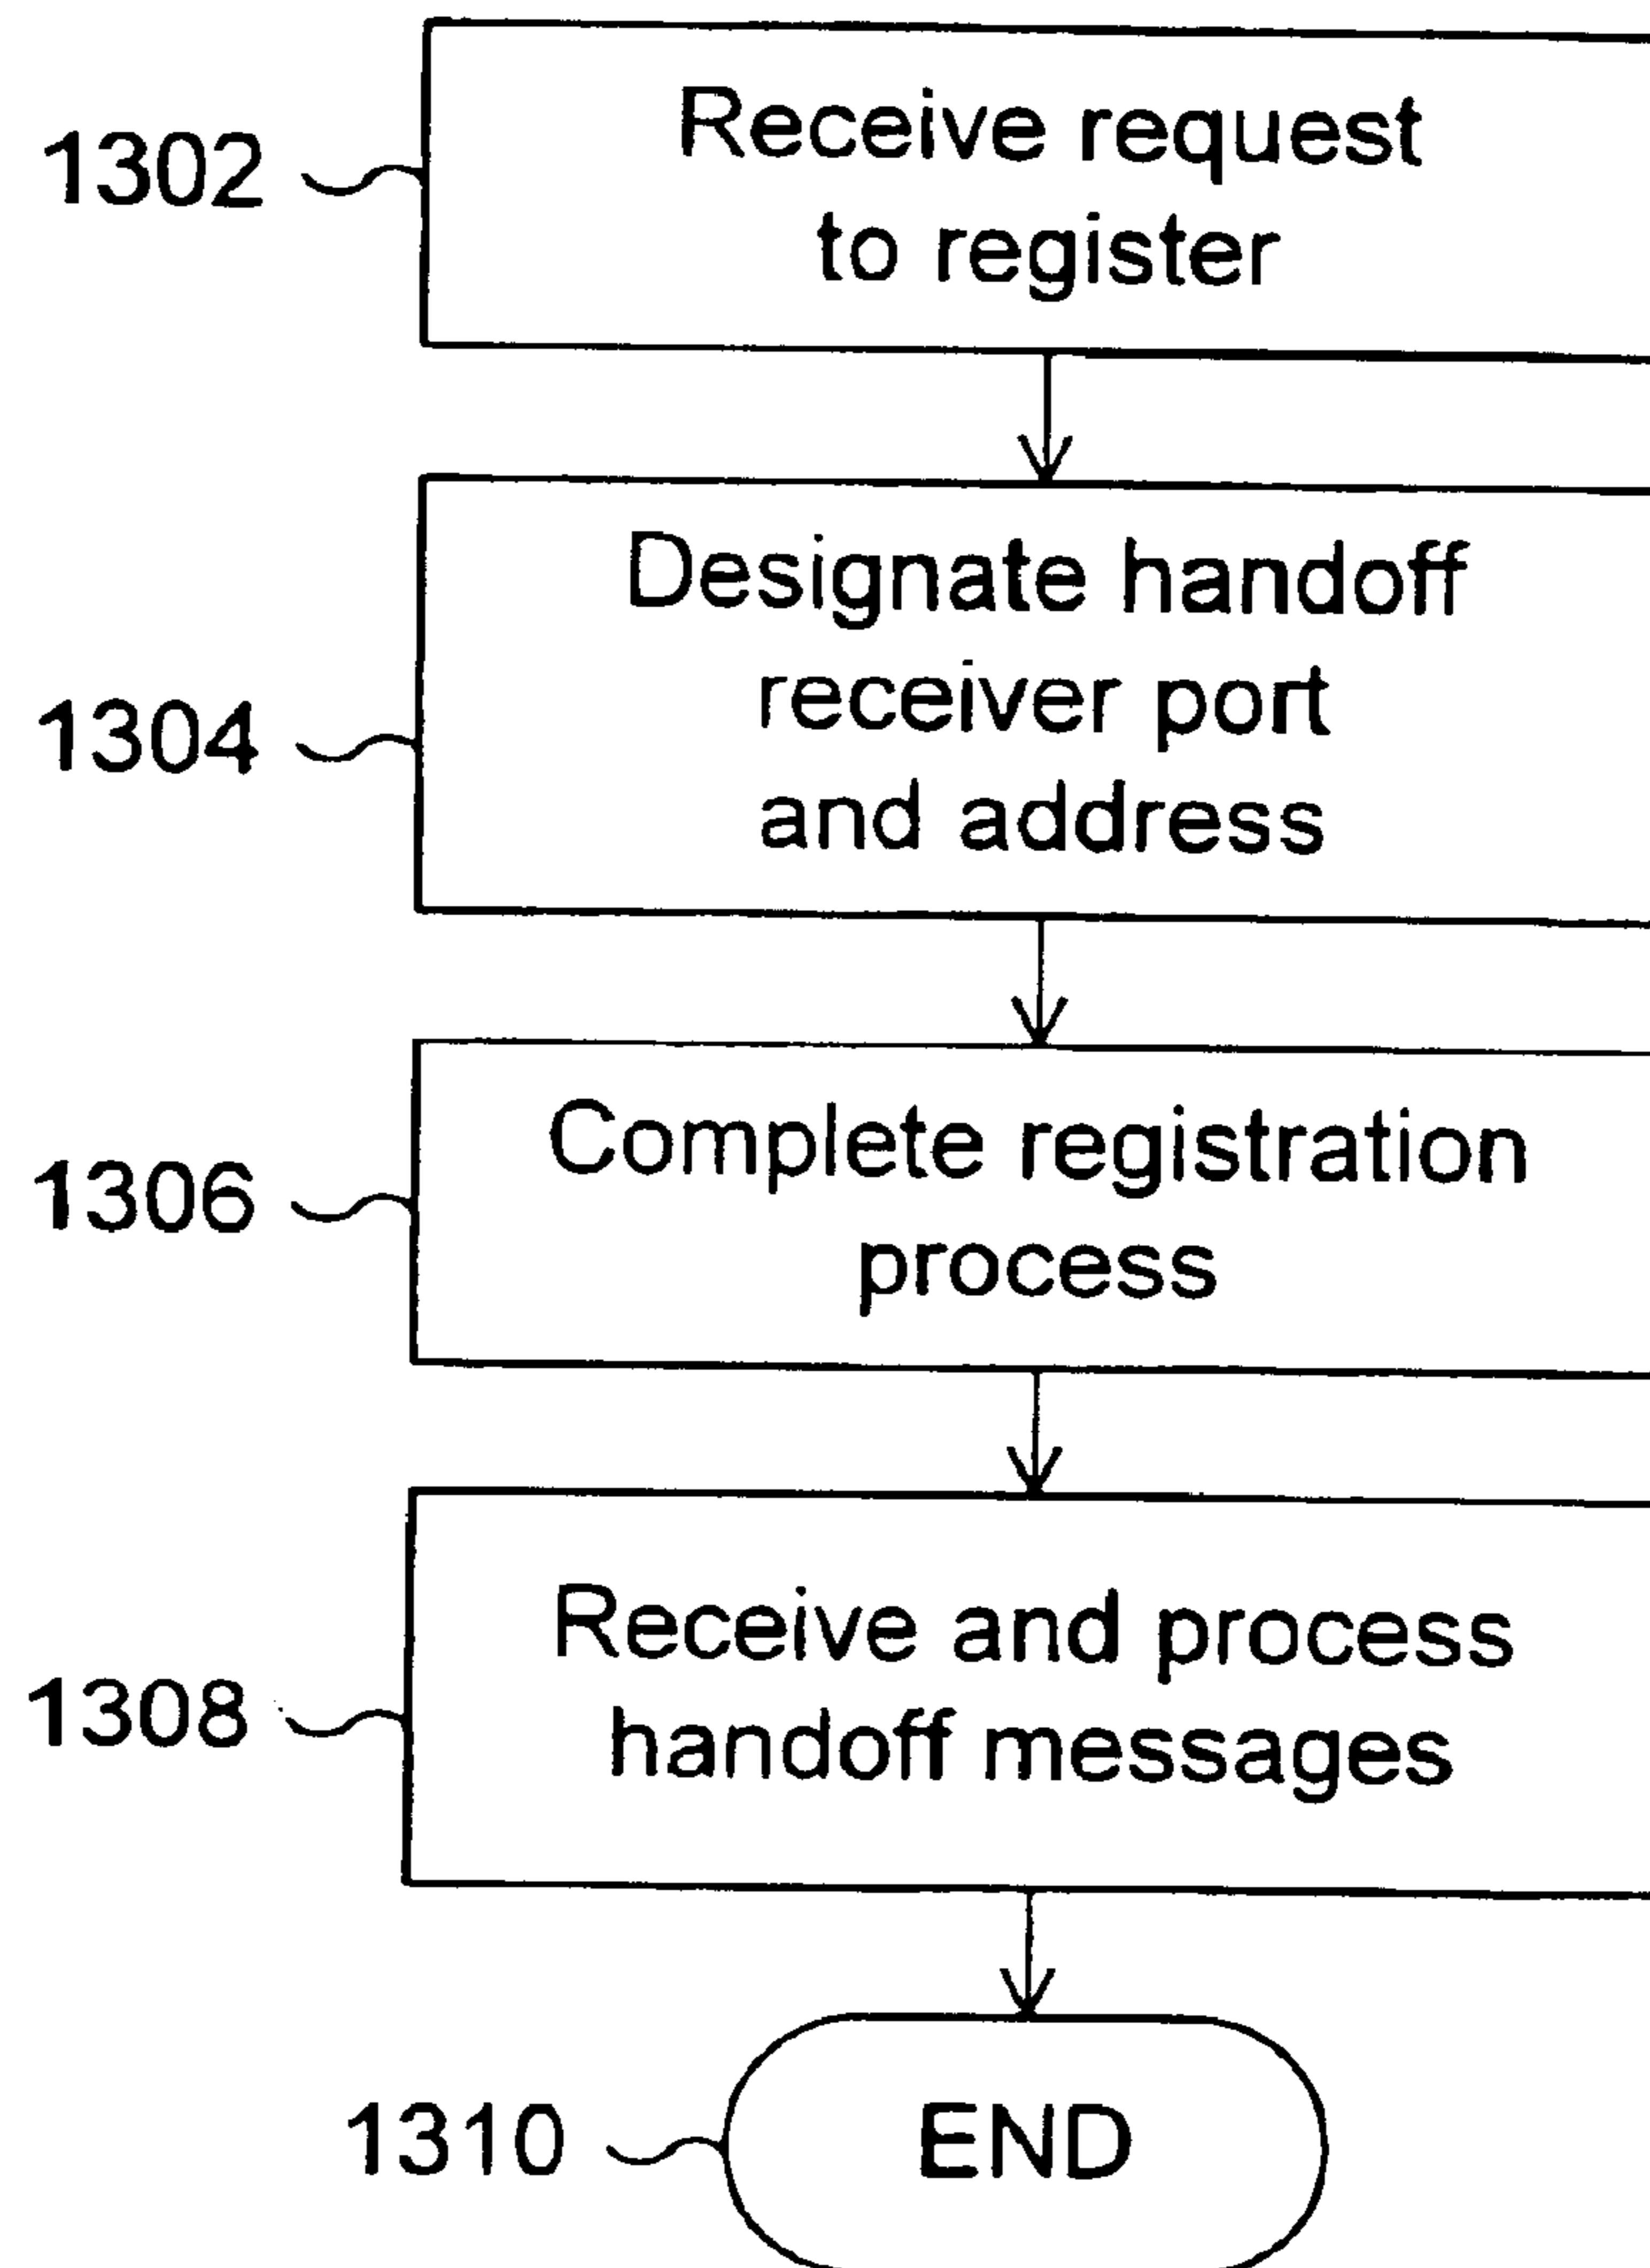 1302
Receive request
to register
1304
Designate handoff
receiver port
and address
1306
Complete registration
process
1308
Receive and process
handoff messages
1310
END